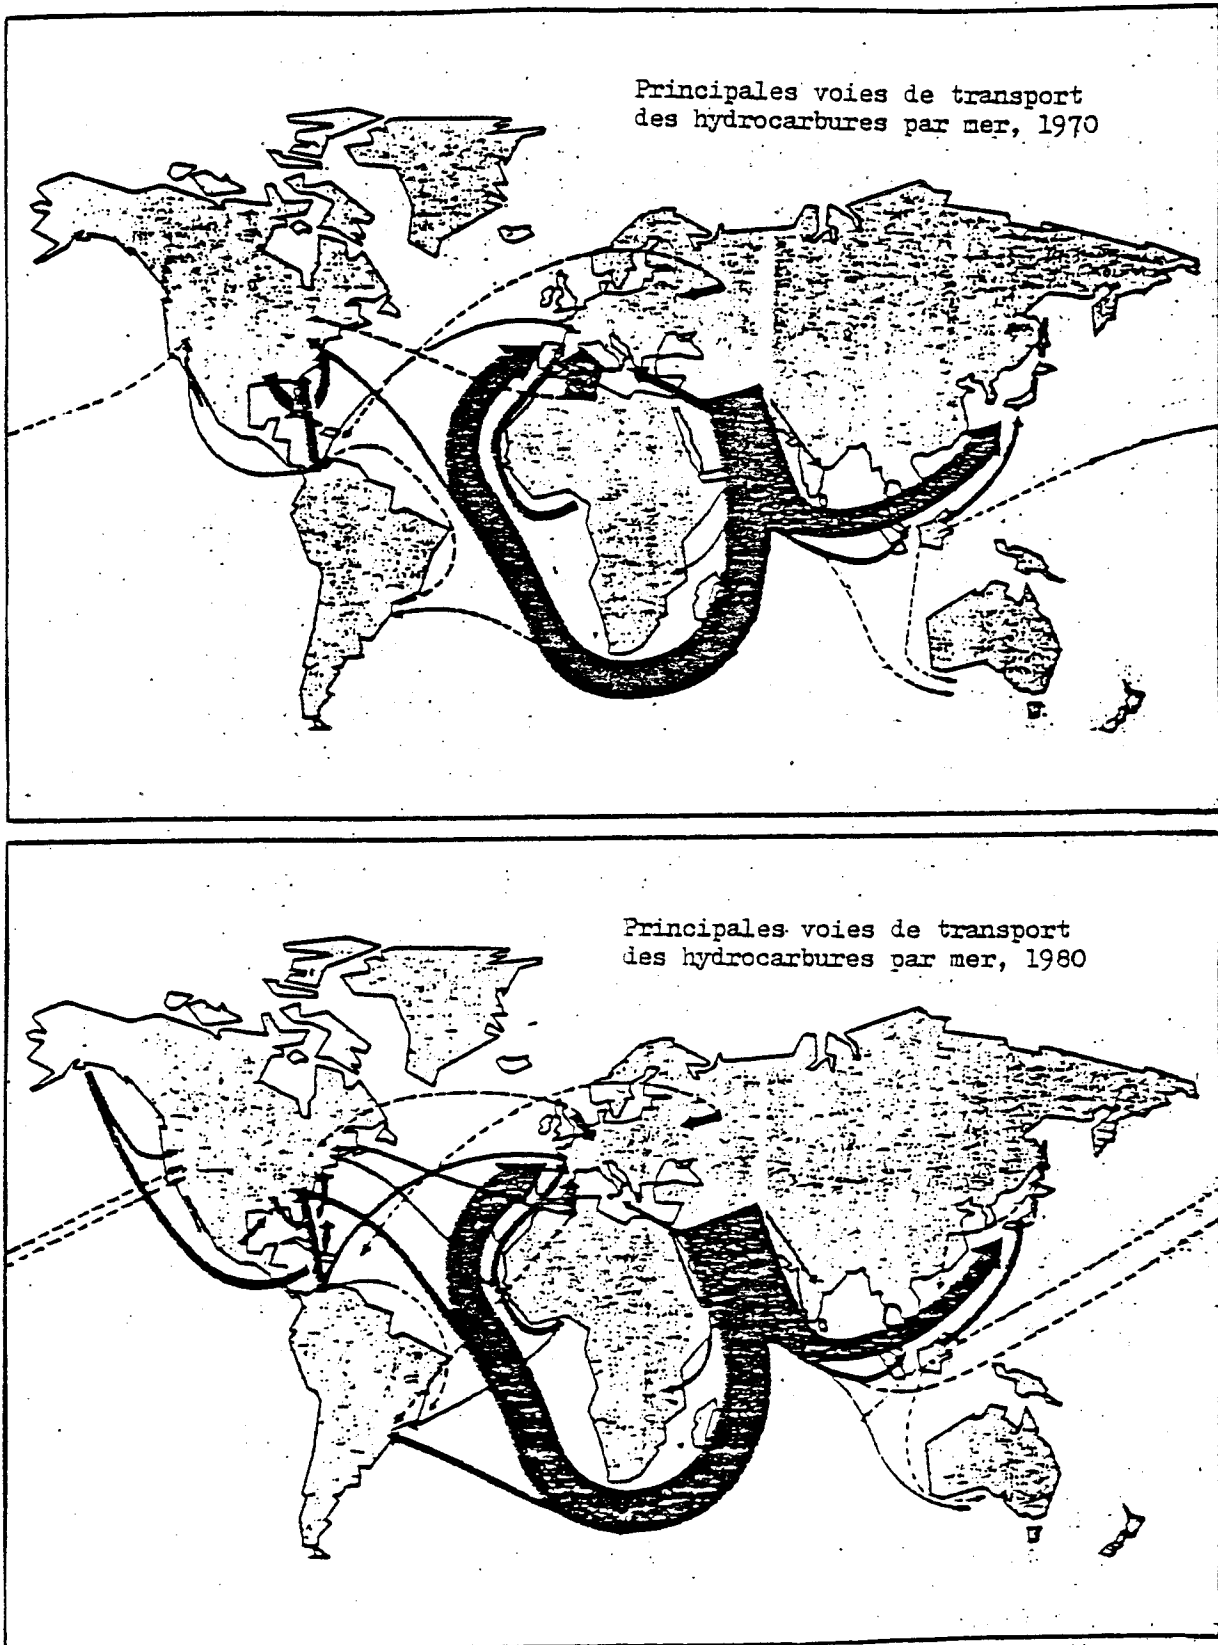 Principales voies de transport
des hydrocarbures par mer, 1970
Principales voies de transport
des hydrocarbures par mer, 1980